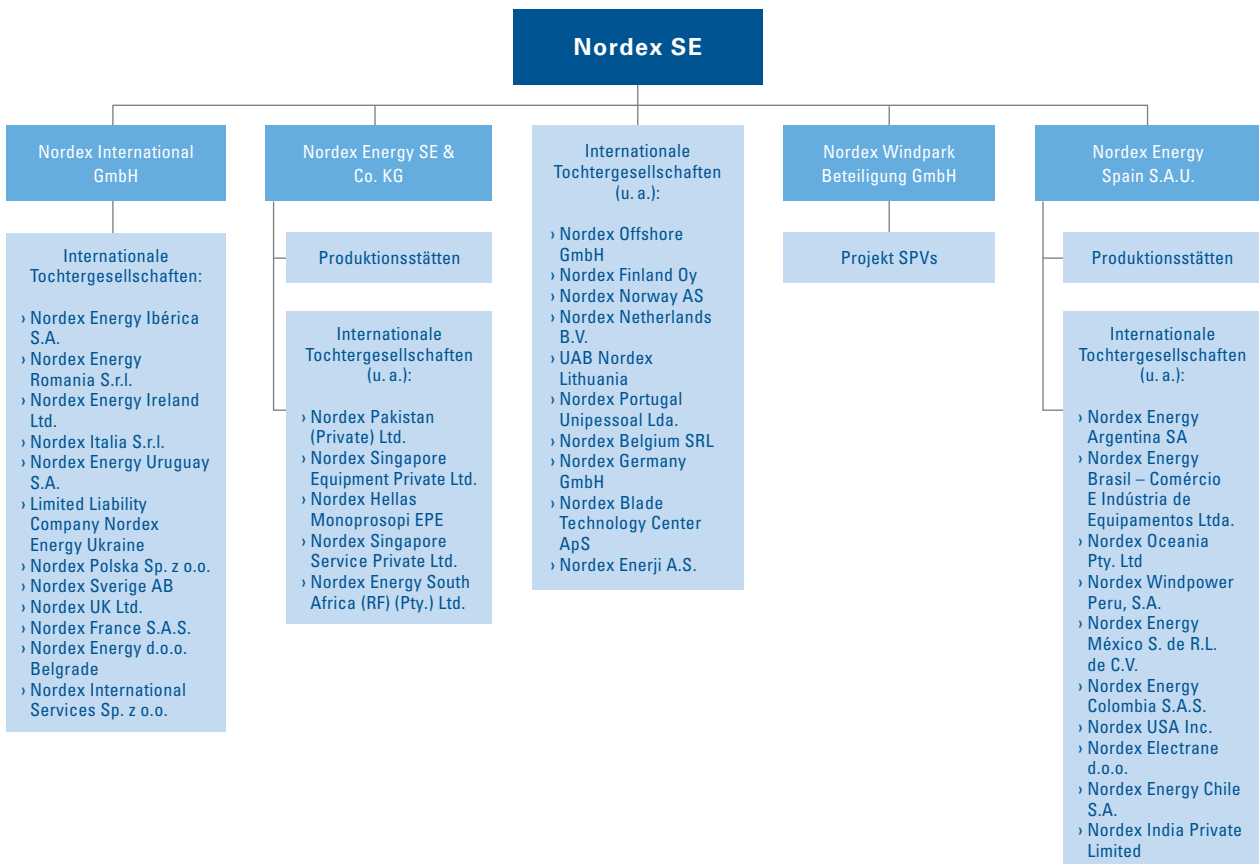 Nordex SE
Nordex International
GmbH
Internationale
Tochtergesellschaften:
› Nordex Energy Ibérica
S.A.
› Nordex Energy
Romania S.r.l.
› Nordex Energy Ireland
Ltd.
› Nordex Italia S.r.l.
› Nordex Energy Uruguay
S.A.
› Limited Liability
Company Nordex
Energy Ukraine
› Nordex Polska Sp. z o.o.
› Nordex Sverige AB
› Nordex UK Ltd.
› Nordex France S.A.S.
› Nordex Energy d.o.o.
Belgrade
› Nordex International
Services Sp. z o.o.
Nordex Energy SE &
Co. KG
Produktionsstätten
Internationale
Tochtergesellschaften
(u. a.):
› Nordex Pakistan
(Private) Ltd.
› Nordex Singapore
Equipment Private Ltd.
› Nordex Hellas
Monoprosopi EPE
› Nordex Singapore
Service Private Ltd.
› Nordex Energy South
Africa (RF) (Pty.) Ltd.
Internationale
Tochtergesellschaften
(u. a.):
› Nordex Offshore
GmbH
› Nordex Finland Oy
› Nordex Norway AS
› Nordex Netherlands
B.V.
› UAB Nordex
Lithuania
› Nordex Portugal
Unipessoal Lda.
› Nordex Belgium SRL
› Nordex Germany
GmbH
› Nordex Blade
Technology Center
ApS
› Nordex Enerji A.S.
Nordex Windpark
Beteiligung GmbH
Projekt SPVs
Nordex Energy
Spain S.A.U.
Produktionsstätten
Internationale
Tochtergesellschaften
(u. a.):
› Nordex Energy
Argentina SA
› Nordex Energy
Brasil – Comércio
E Indústria de
Equipamentos Ltda.
› Nordex Oceania
Pty. Ltd
› Nordex Windpower
Peru, S.A.
› Nordex Energy
México S. de R.L.
de C.V.
› Nordex Energy
Colombia S.A.S.
› Nordex USA Inc.
› Nordex Electrane
d.o.o.
› Nordex Energy Chile
S.A.
› Nordex India Private
Limited